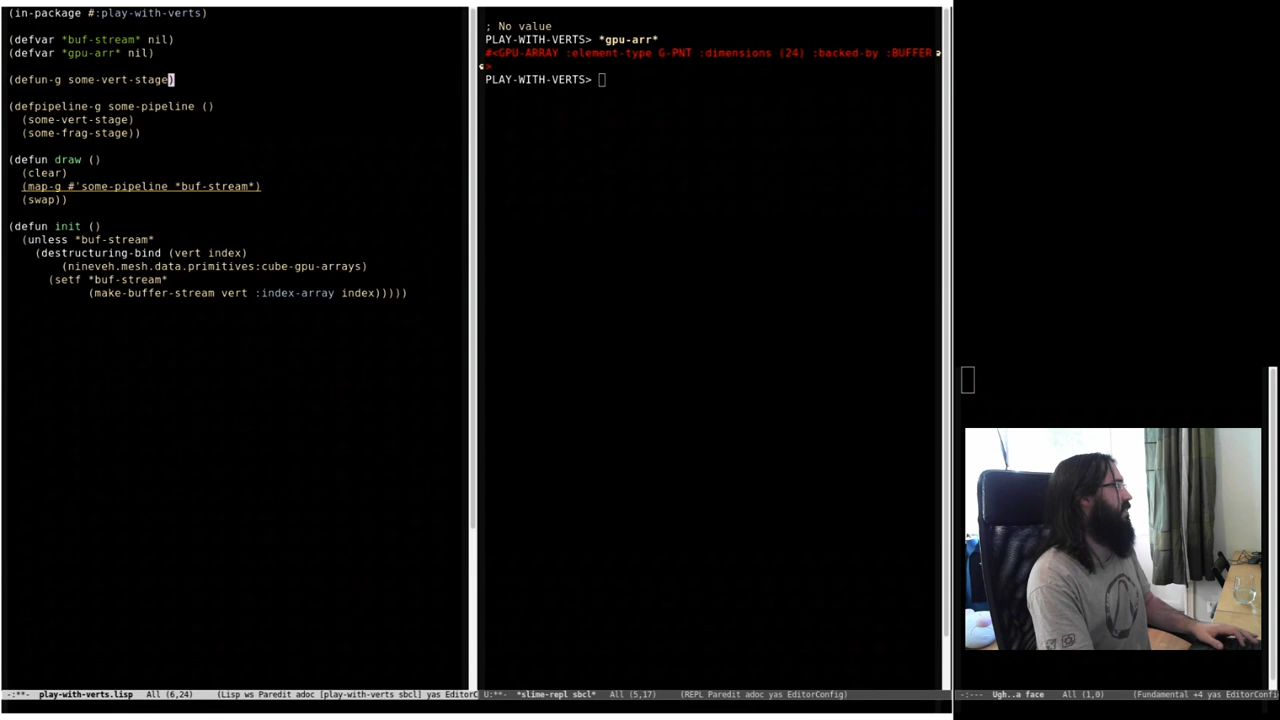 (in-package #:play-with-verts)
(defvar *buf-stream* nil)
(defvar *gpu-arr* nil)
(defun-g some-vert-stage)
(defpipeline-g some-pipeline ()
  (some-vert-stage)
  (some-frag-stage))
(defun draw ()
  (clear)
  (map-g #'some-pipeline *buf-stream*)
  (swap))
(defun init ()
  (unless *buf-stream*
    (destructuring-bind (vert index)
        (nineveh.mesh.data.primitives:cube-gpu-arrays)
      (setf *buf-stream*
            (make-buffer-stream vert :index-array index)))))
-:**-  play-with-verts.lisp   All (6,24)     (Lisp ws Paredit adoc [play-with-verts sbcl] yas EditorC
; No value
PLAY-WITH-VERTS> *gpu-arr*
#<GPU-ARRAY :element-type G-PNT :dimensions (24) :backed-by :BUFFER
>
PLAY-WITH-VERTS>
U:**-  *slime-repl sbcl*   All (5,17)     (REPL Paredit adoc yas EditorConfig)
-:---  Ugh..a face    All (1,0)      (Fundamental +4 yas EditorConfi